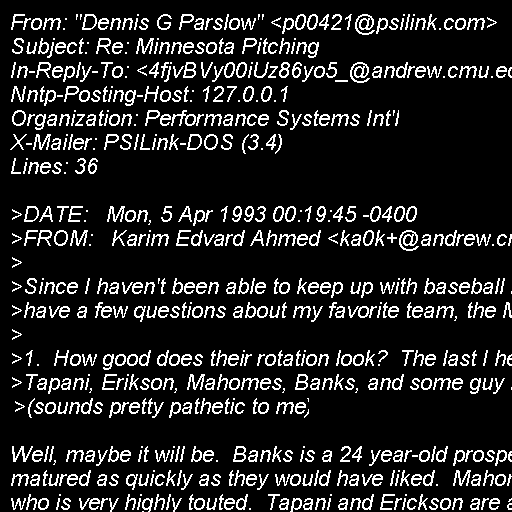 From: "Dennis G Parslow" <p00421@psilink.com>
Subject: Re: Minnesota Pitching
In-Reply-To: <4fjvBVy00iUz86yo5_@andrew.cmu.ed
Nntp-Posting-Host: 127.0.0.1
Organization: Performance Systems Int'l
X-Mailer: PSILink-DOS (3.4)
Lines: 36

>DATE:   Mon, 5 Apr 1993 00:19:45 -0400
>FROM:   Karim Edvard Ahmed <ka0k+@andrew.cm
>
>Since I haven't been able to keep up with baseball
>have a few questions about my favorite team, the M
>
>1.  How good does their rotation look?  The last I he
>Tapani, Erikson, Mahomes, Banks, and some guy
>(sounds pretty pathetic to me)

Well, maybe it will be.  Banks is a 24 year-old prospe
matured as quickly as they would have liked.  Mahom
who is very highly touted.  Tapani and Erickson are a